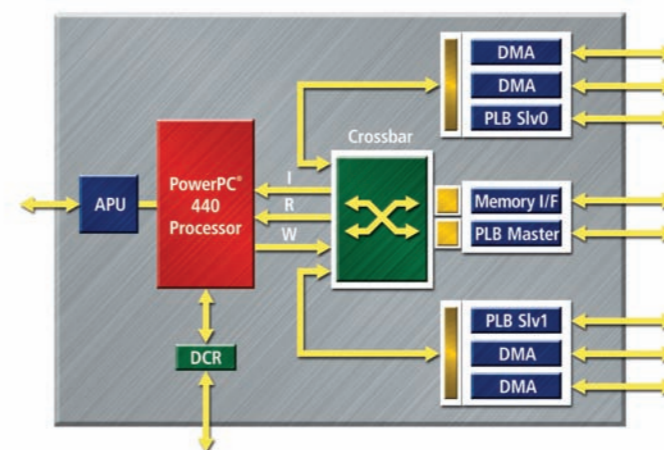 DMA
DMA
PLB Slv0
Crossbar
PowerPC®
440
Processor
APU
I
R
W
Memory I/F
PLB Master
DCR
PLB Slv1
DMA
DMA